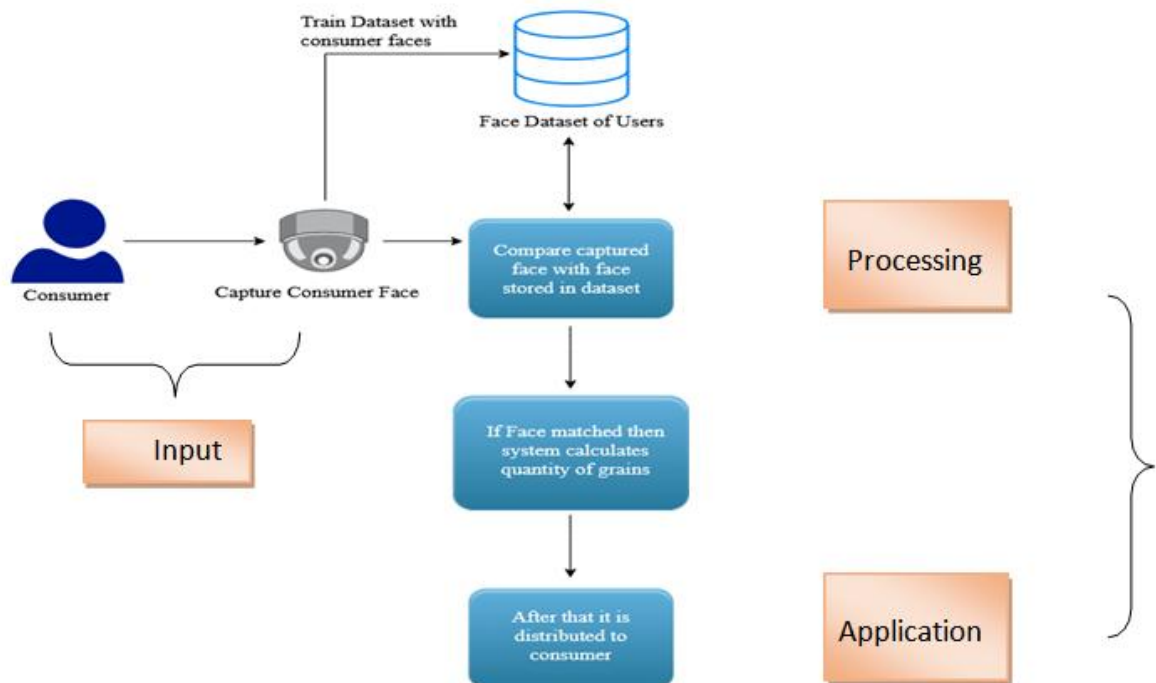 Train Dataset with
consumer faces
Face Dataset of Users
Consumer
Capture Consumer Face
Compare captured
face with face
stored in dataset
Processing
Input
If Face matched then
system calculates
quantity of grains
After that it is
distributed to
consumer
Application